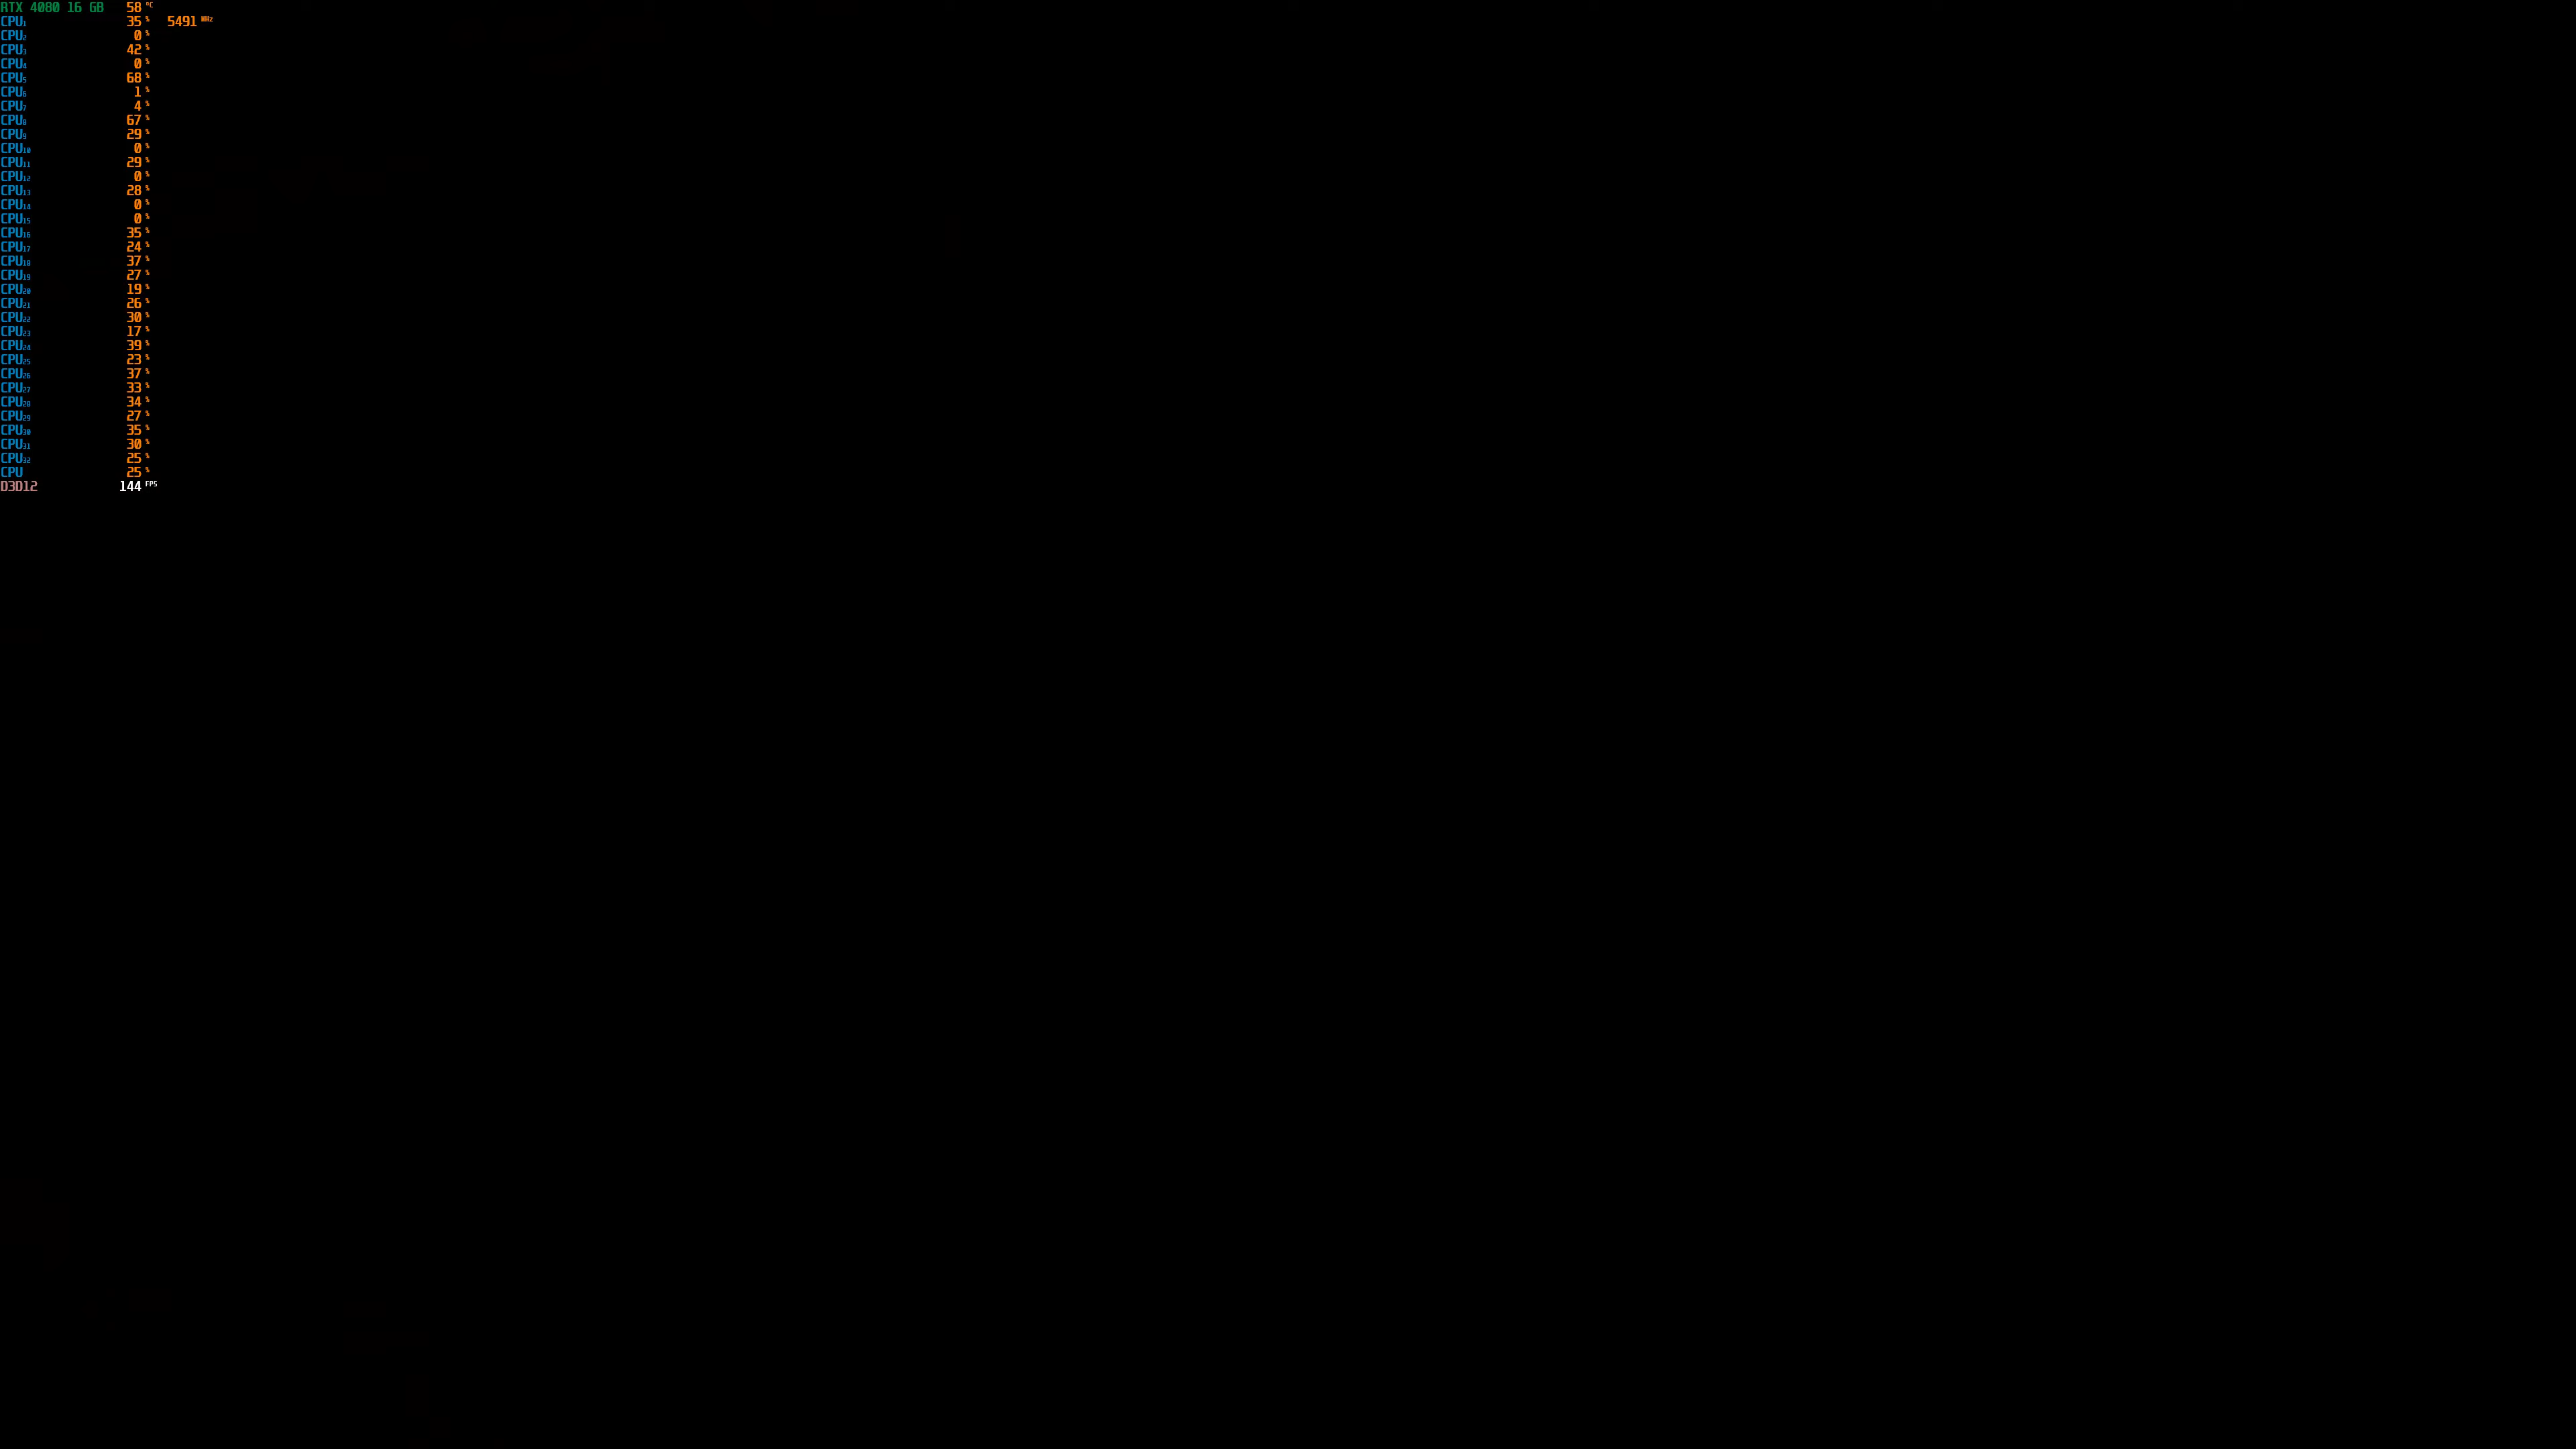 RTX 4080 16 GB 58 °C
CPU1 35 % 5491 MHz
CPU2 0 %
CPU3 42 %
CPU4 0 %
CPU5 68 %
CPU6 1 %
CPU7 4 %
CPU8 67 %
CPU9 29 %
CPU10 0 %
CPU11 29 %
CPU12 0 %
CPU13 28 %
CPU14 0 %
CPU15 0 %
CPU16 35 %
CPU17 24 %
CPU18 37 %
CPU19 27 %
CPU20 19 %
CPU21 26 %
CPU22 30 %
CPU23 17 %
CPU24 39 %
CPU25 23 %
CPU26 37 %
CPU27 33 %
CPU28 34 %
CPU29 27 %
CPU30 35 %
CPU31 30 %
CPU32 25 %
CPU 25 %
D3D12 144 FPS